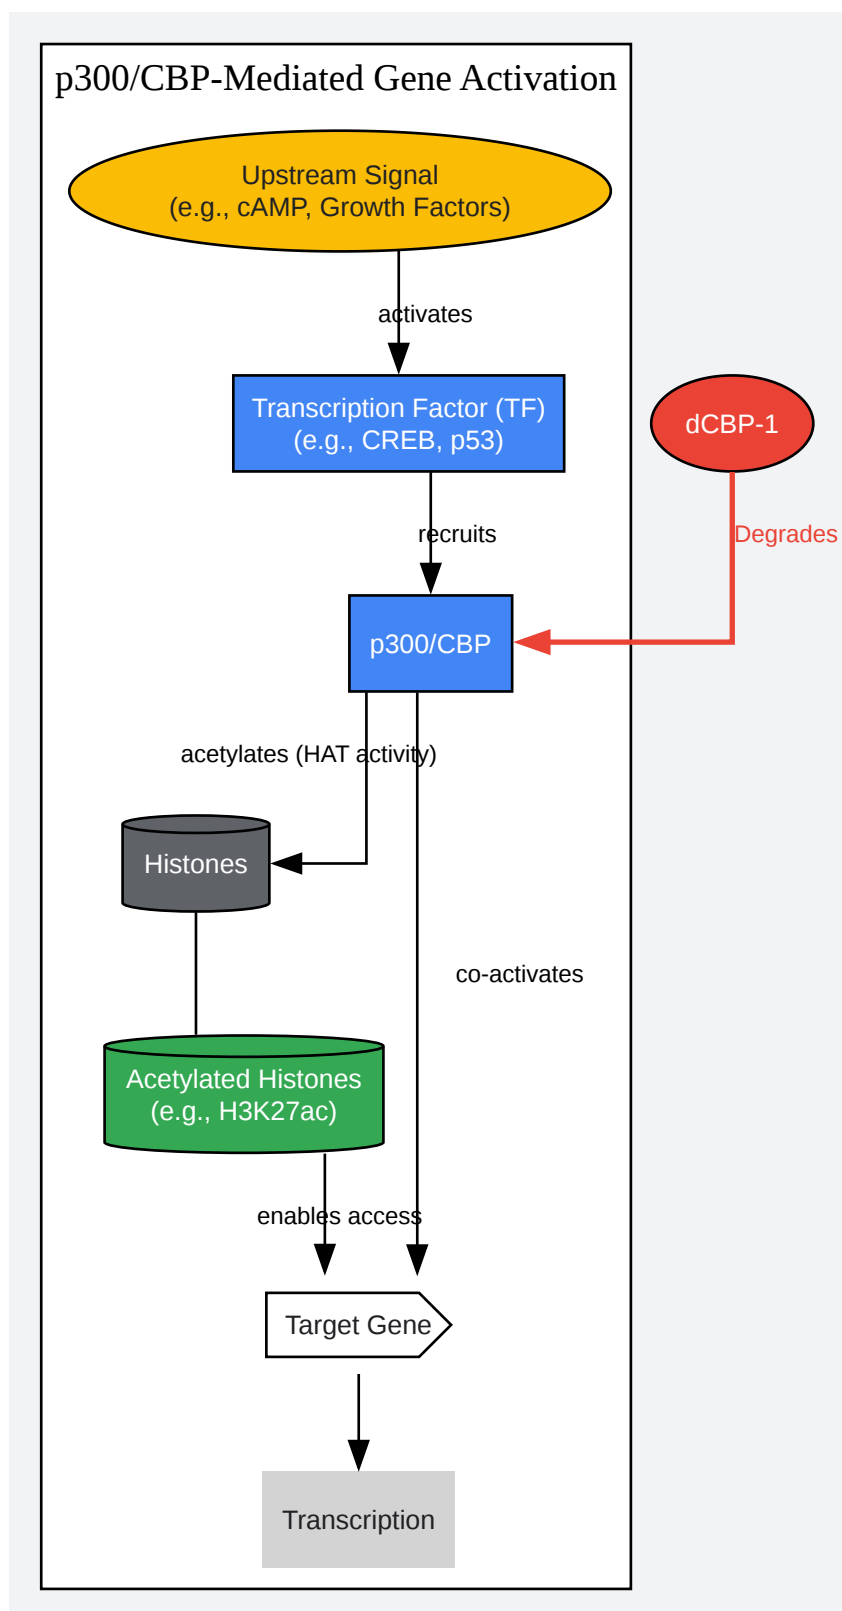 p300/CBP-Mediated Gene Activation
Upstream Signal
(e.g., cAMP, Growth Factors)
activates
Transcription Factor (TF)
(e.g., CREB, p53)
dCBP-1
recruits
Degrades
p300/CBP
acetylates (HAT activity)
Histones
co-activates
Acetylated Histones
(e.g., H3K27ac)
enables access
Target Gene
Transcription